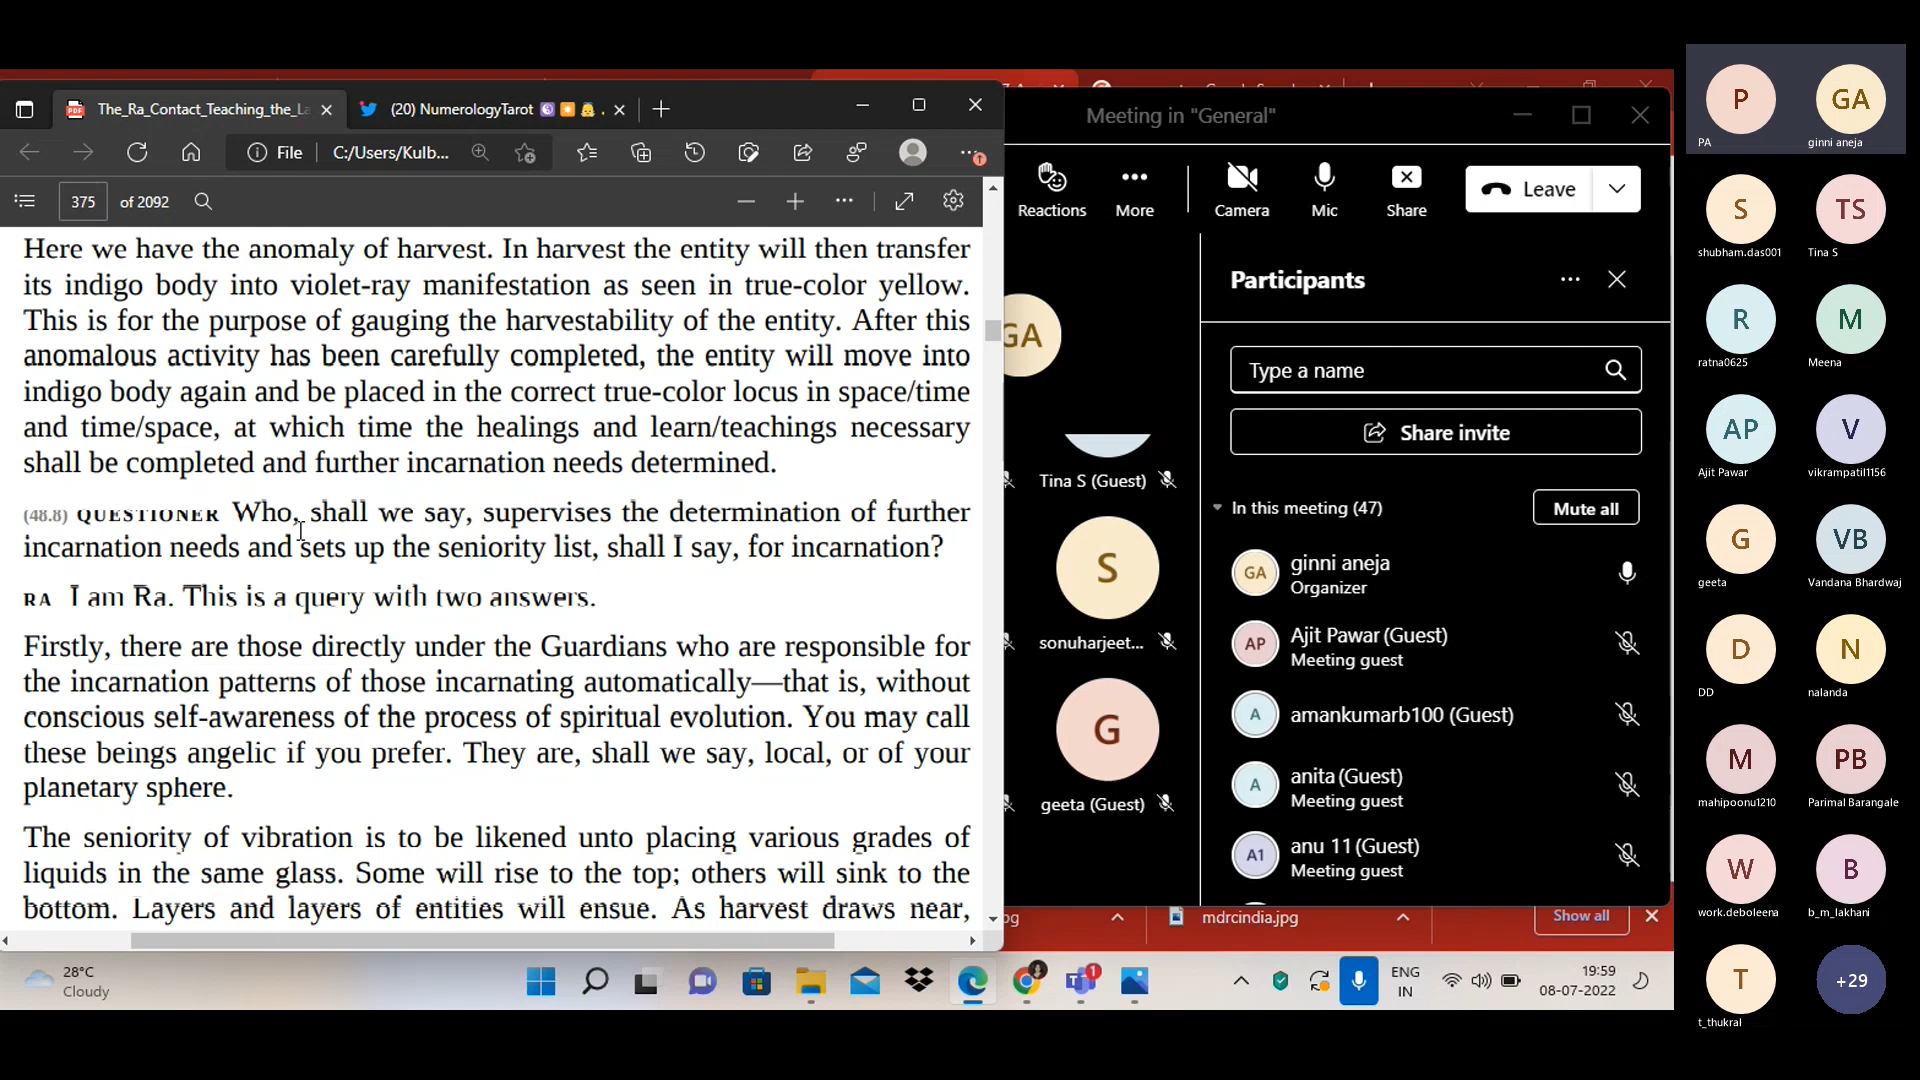 The_Ra_Contact_Teaching_the_La
(20) NumerologyTarot
File
C:/Users/Kulb...
375
of 2092
Here we have the anomaly of harvest. In harvest the entity will then transfer
its indigo body into violet-ray manifestation as seen in true-color yellow.
This is for the purpose of gauging the harvestability of the entity. After this
anomalous activity has been carefully completed, the entity will move into
indigo body again and be placed in the correct true-color locus in space/time
and time/space, at which time the healings and learn/teachings necessary
shall be completed and further incarnation needs determined.
(48.8) QUESTIONER Who, shall we say, supervises the determination of further
incarnation needs and sets up the seniority list, shall I say, for incarnation?
RA I am Ra. This is a query with two answers.
Firstly, there are those directly under the Guardians who are responsible for
the incarnation patterns of those incarnating automatically—that is, without
conscious self-awareness of the process of spiritual evolution. You may call
these beings angelic if you prefer. They are, shall we say, local, or of your
planetary sphere.
The seniority of vibration is to be likened unto placing various grades of
liquids in the same glass. Some will rise to the top; others will sink to the
bottom. Layers and layers of entities will ensue. As harvest draws near,
Meeting in "General"
Reactions
More
Camera
Mic
Share
Leave
GA
Tina S (Guest)
S
sonuharjeet...
G
geeta (Guest)
Participants
Type a name
Share invite
In this meeting (47)
Mute all
GA
ginni aneja
Organizer
AP
Ajit Pawar (Guest)
Meeting guest
A
amankumarb100 (Guest)
A
anita (Guest)
Meeting guest
A1
anu 11 (Guest)
Meeting guest
mdrcindia.jpg
Show all
28°C
Cloudy
1
ENG
IN
19:59
08-07-2022
P
PA
GA
ginni aneja
S
shubham.das001
TS
Tina S
R
ratna0625
M
Meena
AP
Ajit Pawar
V
vikrampatil1156
G
geeta
VB
Vandana Bhardwaj
D
DD
N
nalanda
M
mahipoonu1210
PB
Parimal Barangale
W
work.deboleena
B
b_m_lakhani
T
t_thukral
+29